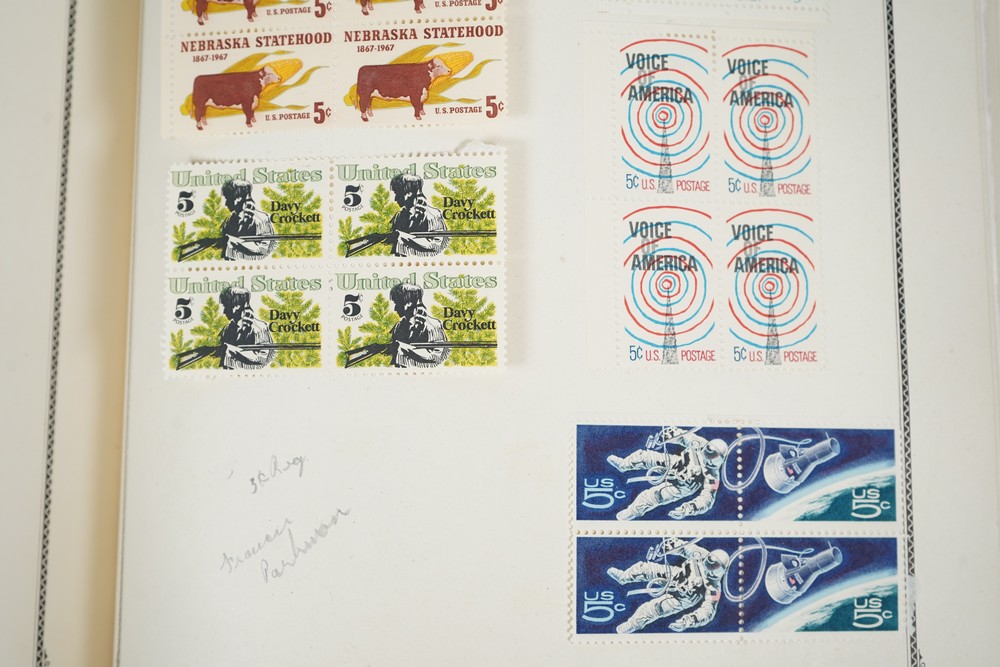 U.S. POSTAGE 5¢
U.S. POSTAGE 5¢
NEBRASKA STATEHOOD
1867-1967
U.S. POSTAGE 5¢
NEBRASKA STATEHOOD
1867-1967
U.S. POSTAGE 5¢
United States
5¢
POSTAGE
Davy
Crockett
United States
5¢
POSTAGE
Davy
Crockett
United States
5¢
POSTAGE
Davy
Crockett
United States
5¢
POSTAGE
Davy
Crockett
VOICE
OF
AMERICA
5¢ U.S. POSTAGE
VOICE
OF
AMERICA
5¢ U.S. POSTAGE
VOICE
OF
AMERICA
5¢ U.S. POSTAGE
VOICE
OF
AMERICA
5¢ U.S. POSTAGE
3¢ Reg
Francis
Parkman
US
5c
US
5c
US
5c
US
5c